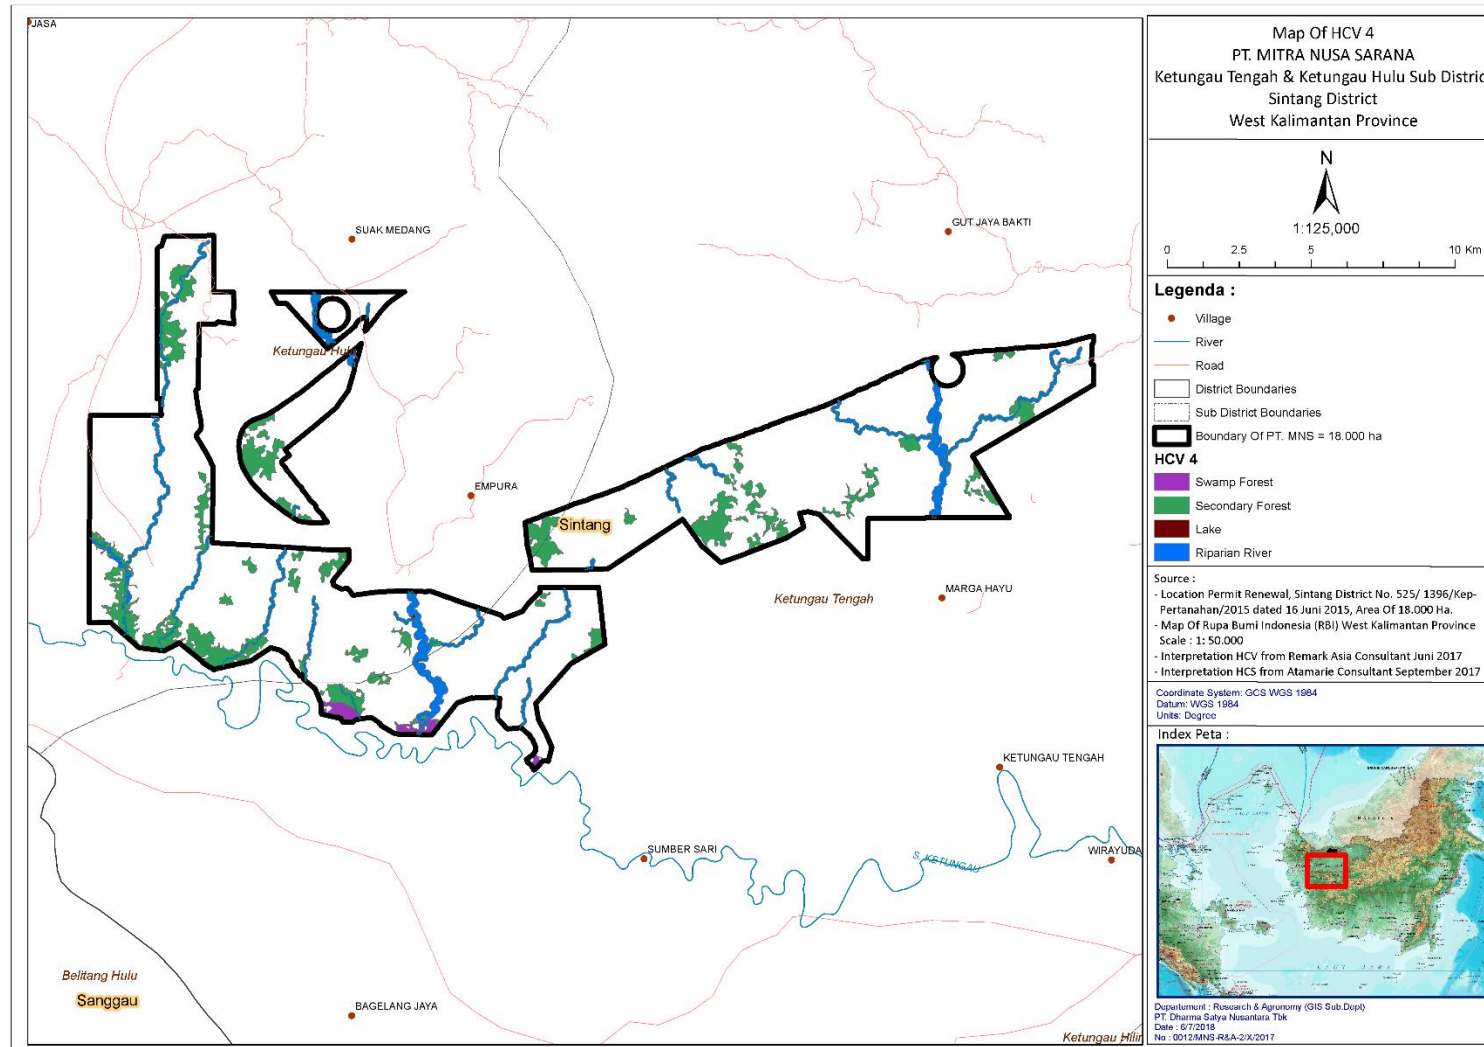 JASA
SUAK MEDANG
GUT JAYA BAKTI
Ketungau Hulu
EMPURA
Sintang
Ketungau Tengah
MARGA HAYU
KETUNGAU TENGAH
SUMBER SARI
S. KETUNGAU
WIRAYUDA
Belitang Hulu
Sanggau
BAGELANG JAYA
Ketungau Hilir
Map Of HCV 4
PT. MITRA NUSA SARANA
Ketungau Tengah & Ketungau Hulu Sub Distric
Sintang District
West Kalimantan Province
N
1:125,000
0 2.5 5 10 Km
Legenda :
Village
River
Road
District Boundaries
Sub District Boundaries
Boundary Of PT. MNS = 18.000 ha
HCV 4
Swamp Forest
Secondary Forest
Lake
Riparian River
Source :
- Location Permit Renewal, Sintang District No. 525/ 1396/Kep-
Pertanahan/2015 dated 16 Juni 2015, Area Of 18.000 Ha.
- Map Of Rupa Bumi Indonesia (RBI) West Kalimantan Province
Scale : 1: 50.000
- Interpretation HCV from Remark Asia Consultant Juni 2017
- Interpretation HCS from Atamarie Consultant September 2017
Coordinate System: GCS WGS 1984
Datum: WGS 1984
Units: Degree
Index Peta :
Departement : Research & Agronomy (GIS Sub.Dept)
PT. Dharma Satya Nusantara Tbk
Date : 6/7/2018
No : 0012/MNS-R&A-2/X/2017